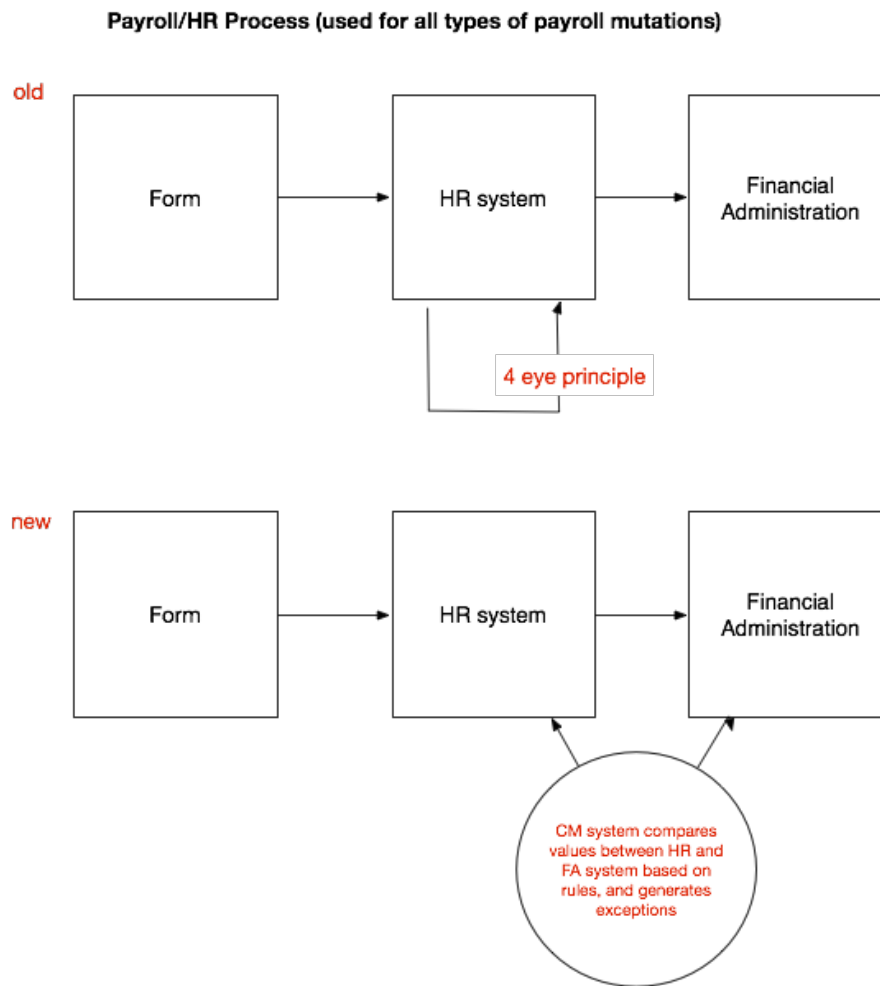 Payroll/HR Process (used for all types of payroll mutations)
old
Form
HR system
Financial
Administration
4 eye principle
new
Form
HR system
Financial
Administration
CM system compares
values between HR and
FA system based on
rules, and generates
exceptions